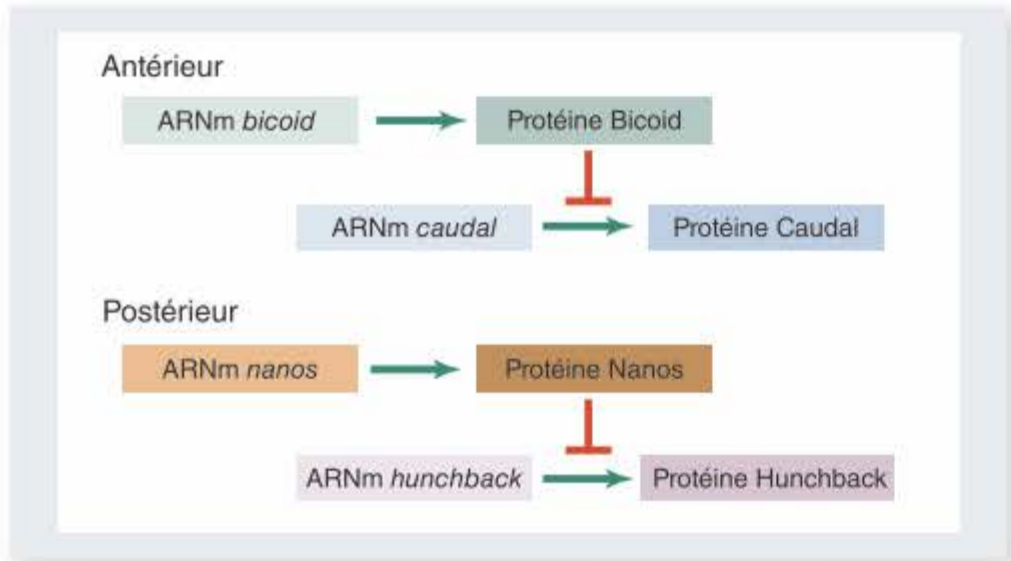 Antérieur
ARNm bicoid
Protéine Bicoid
ARNm caudal
Protéine Caudal
Postérieur
ARNm nanos
Protéine Nanos
ARNm hunchback
Protéine Hunchback